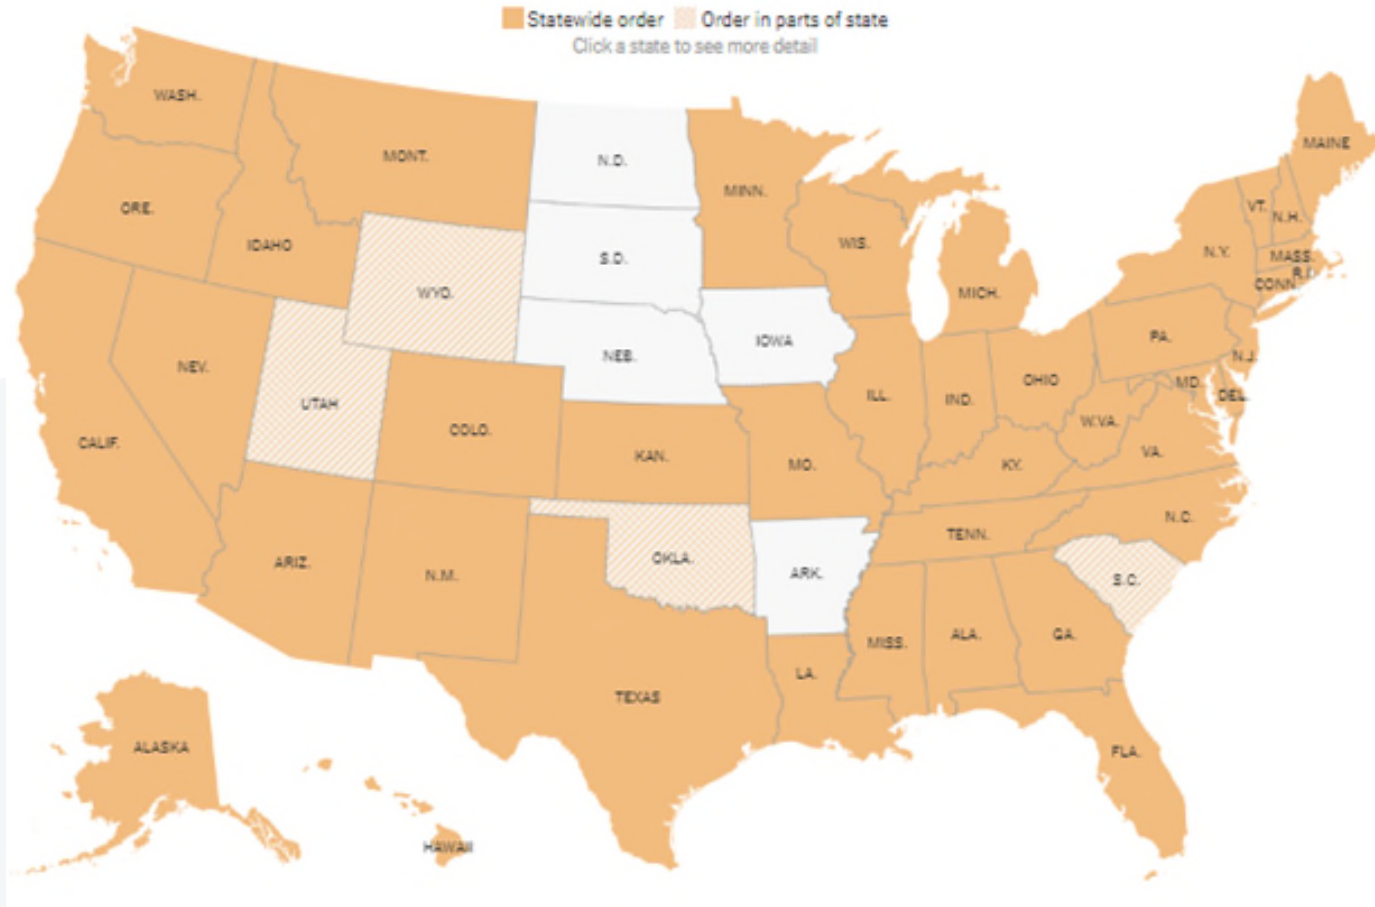 Statewide order Order in parts of state
Click a state to see more detail
WASH.
MONT.
N.D.
MINN.
MAINE
ORE.
IDAHO
S.D.
WIS.
VT.
N.H.
N.Y.
MASS.
R.I.
CONN.
WYO.
MICH.
NEB.
IOWA
PA.
N.J.
NEV.
UTAH
COLO.
ILL.
IND.
OHIO
MD.
DEL.
W.VA.
CALIF.
KAN.
MO.
KY.
VA.
ARIZ.
N.M.
OKLA.
ARK.
TENN.
N.C.
S.C.
MISS.
ALA.
GA.
TEXAS
LA.
ALASKA
FLA.
HAWAII